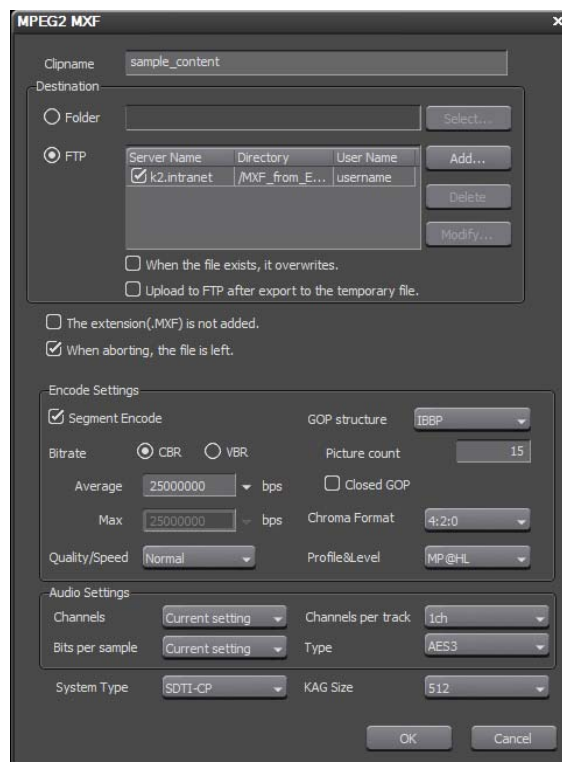 MPEG2 MXF x
Clipname sample_content
Destination
Folder Select...
FTP Server Name Directory User Name Add...
k2.intranet /MXF_from_E... username
Delete
Modify...
When the file exists, it overwrites.
Upload to FTP after export to the temporary file.
The extension(.MXF) is not added.
When aborting, the file is left.
Encode Settings
Segment Encode GOP structure IBBP
Bitrate CBR VBR Picture count 15
Average 25000000 bps Closed GOP
Max 25000000 bps Chroma Format 4:2:0
Quality/Speed Normal Profile&Level MP@HL
Audio Settings
Channels Current setting Channels per track 1ch
Bits per sample Current setting Type AES3
System Type SDTI-CP KAG Size 512
OK Cancel